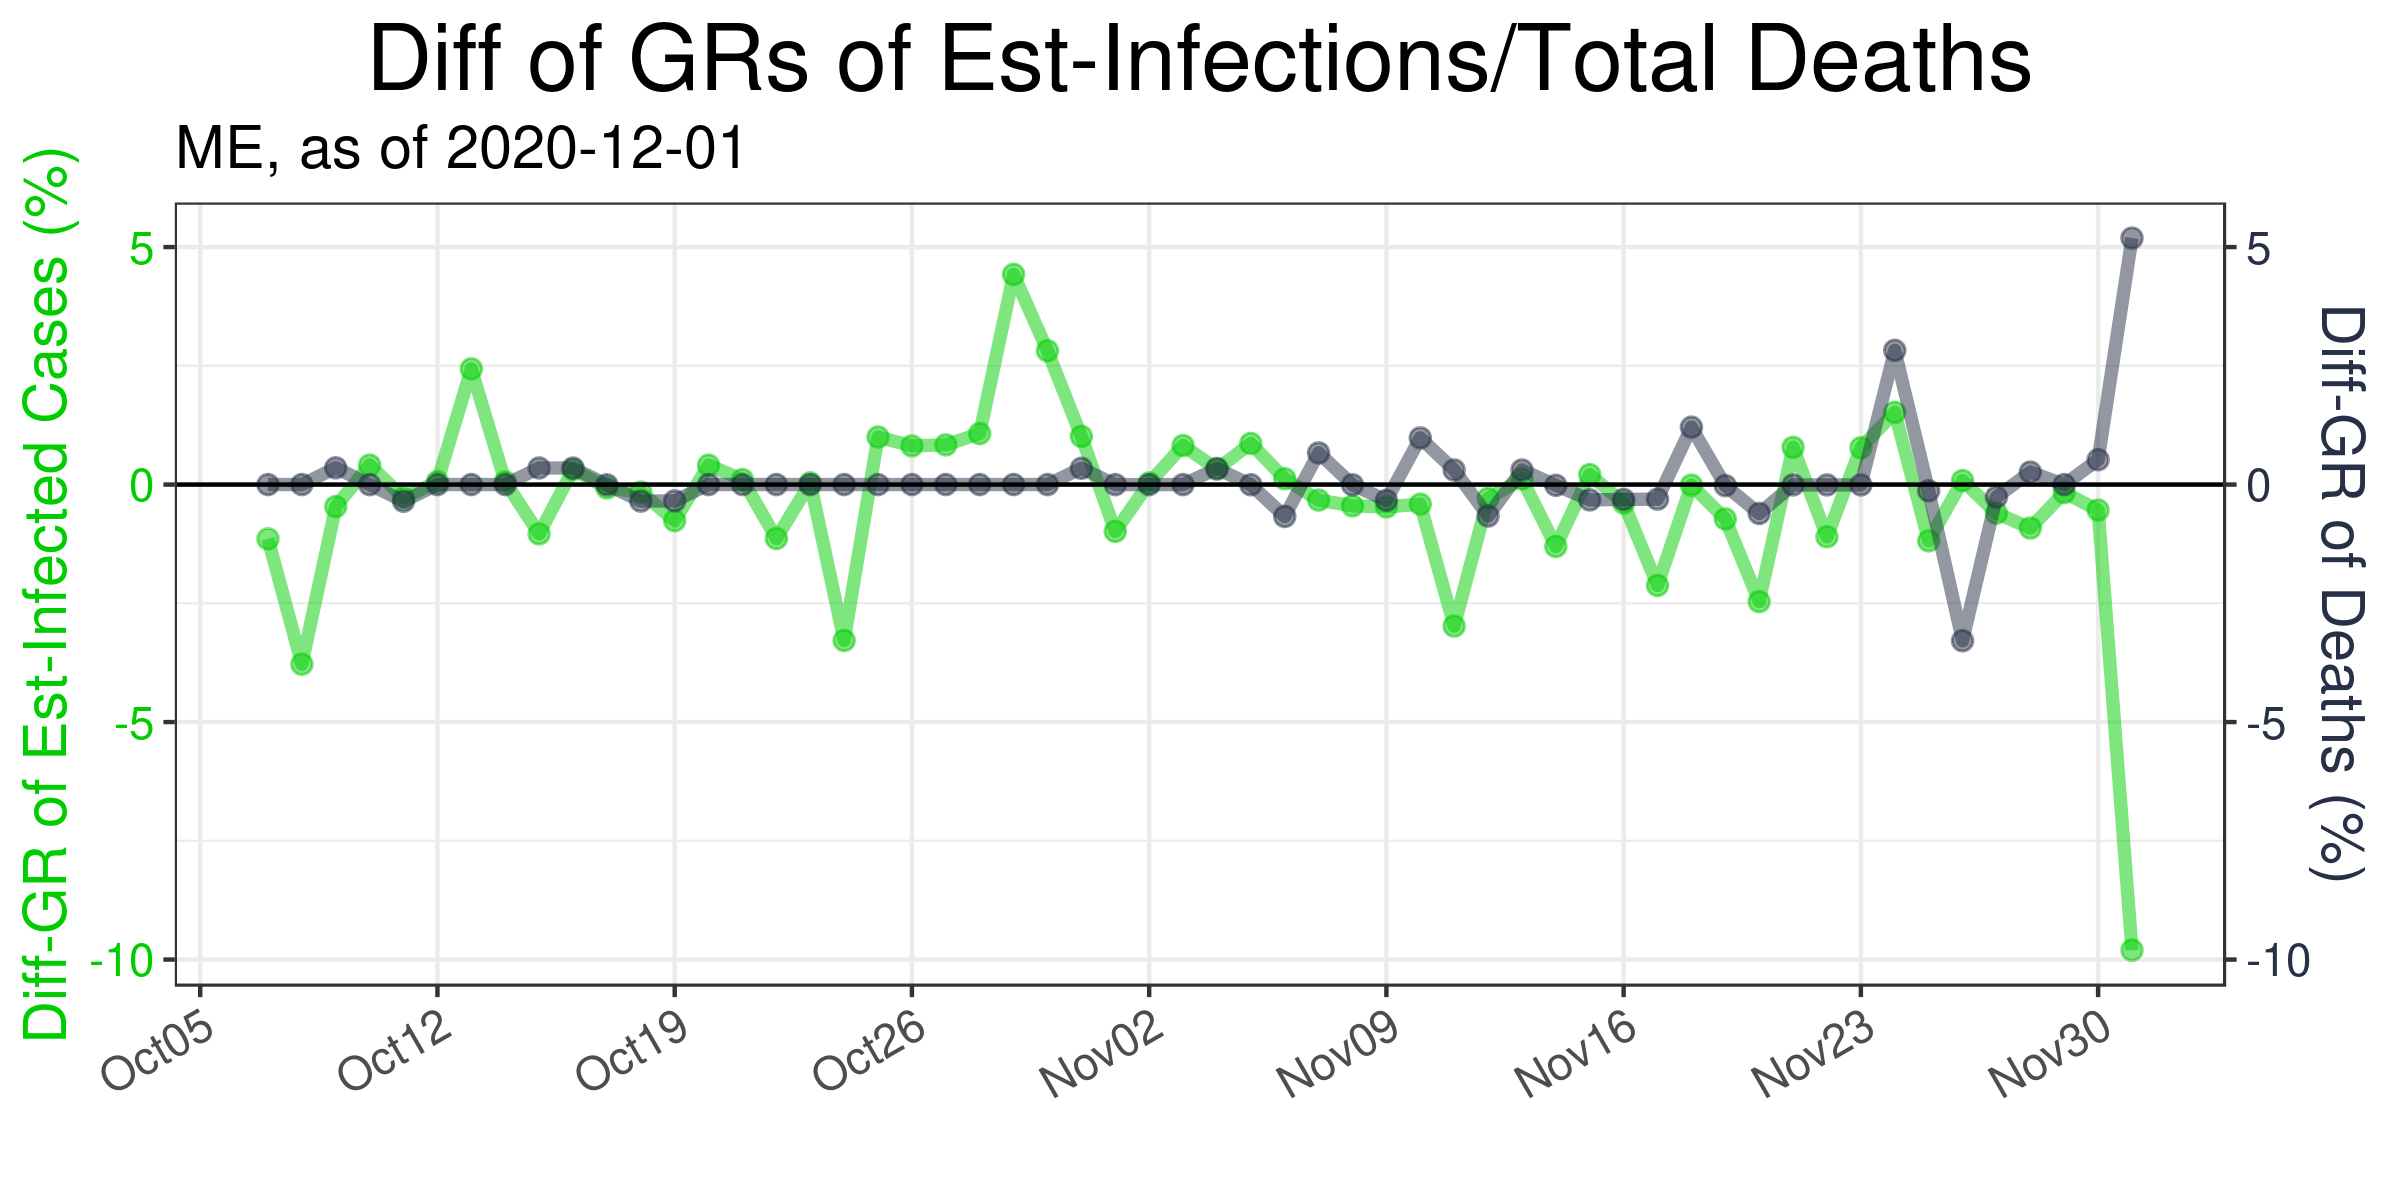 Diff of GRs of Est-Infections/Total Deaths
ME, as of 2020-12-01
Diff-GR of Est-Infected Cases (%)
5
0
-5
-10
5
0
-5
-10
Diff-GR of Deaths (%)
Oct05
Oct12
Oct19
Oct26
Nov02
Nov09
Nov16
Nov23
Nov30